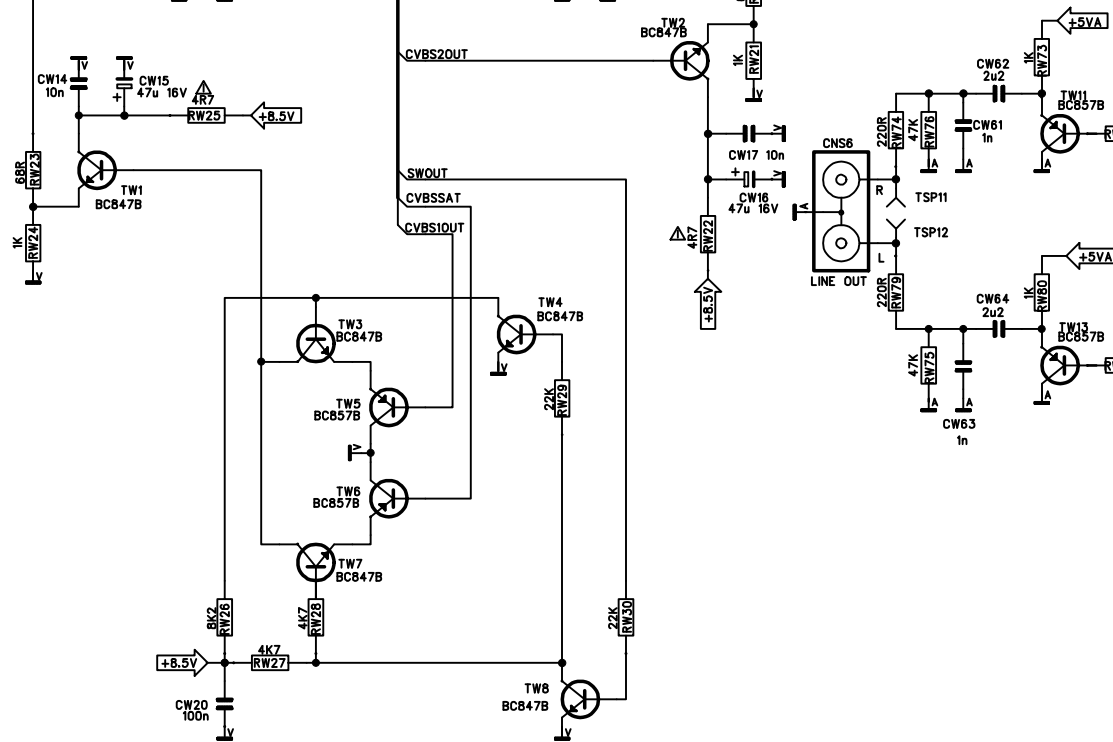 TW2
BC847B
1K
RW21
V
CVBS2OUT
CW14
10n
V
V
CW15
47u 16V
+
4R7
RW25
+8.5V
68R
RW23
TW1
BC847B
1K
RW24
V
SWOUT
CVBSSAT
CVBS1OUT
CW17 10n
V
+
CW16
47u 16V
V
4R7
RW22
+8.5V
CNS6
A
R
L
LINE OUT
TSP11
TSP12
220R
RW74
47K
RW76
A
CW61
1n
A
CW62
2u2
1K
RW73
+5VA
TW11
BC857B
A
220R
RW79
47K
RW75
A
CW63
1n
A
CW64
2u2
1K
RW80
+5VA
TW13
BC857B
A
TW3
BC847B
TW4
BC847B
V
22K
RW29
TW5
BC857B
V
TW6
BC857B
TW7
BC847B
8K2
RW26
4K7
RW28
22K
RW30
+8.5V
4K7
RW27
CW20
100n
V
TW8
BC847B
V